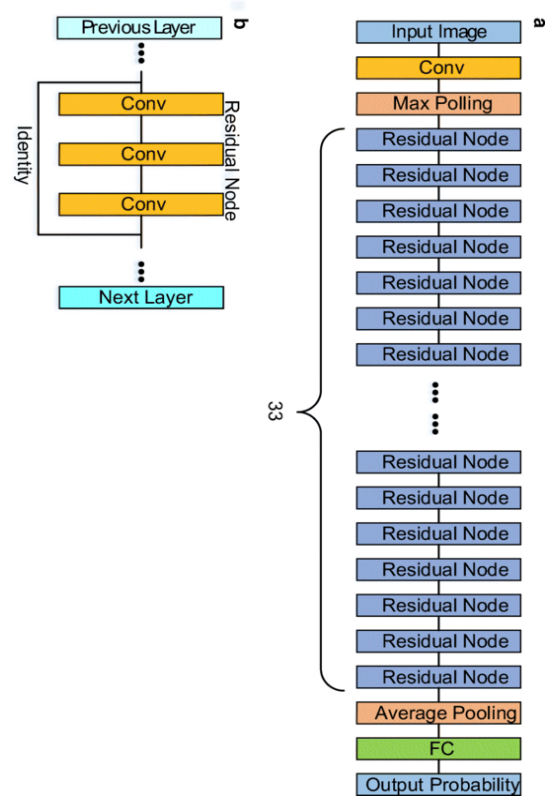 a
Input Image
Conv
Max Polling
Residual Node
Residual Node
Residual Node
Residual Node
Residual Node
Residual Node
Residual Node
... ...
33
Residual Node
Residual Node
Residual Node
Residual Node
Residual Node
Residual Node
Residual Node
Average Pooling
FC
Output Probability
b
Previous Layer
...
Conv
Conv
Conv
Residual Node
Identity
...
Next Layer